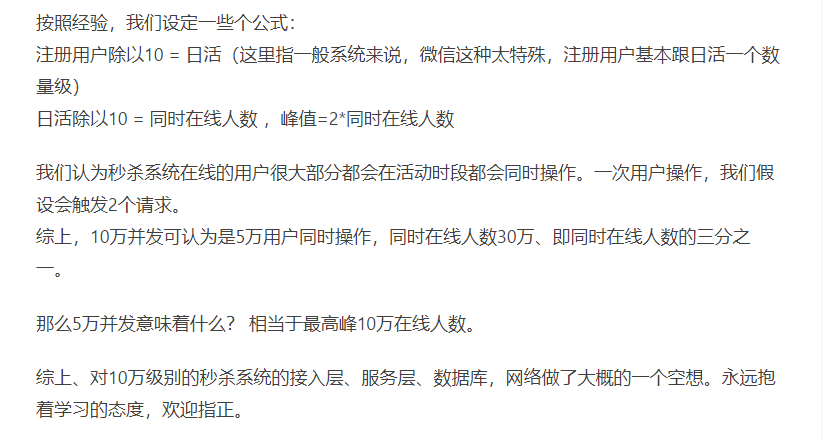 按照经验，我们设定一些个公式：
注册用户除以10 = 日活（这里指一般系统来说，微信这种太特殊，注册用户基本跟日活一个数
量级）
日活除以10 = 同时在线人数 ，峰值=2*同时在线人数
我们认为秒杀系统在线的用户很大部分都会在活动时段都会同时操作。一次用户操作，我们假
设会触发2个请求。
综上，10万并发可认为是5万用户同时操作，同时在线人数30万、即同时在线人数的三分之
一。
那么5万并发意味着什么？ 相当于最高峰10万在线人数。
综上、对10万级别的秒杀系统的接入层、服务层、数据库，网络做了大概的一个空想。永远抱
着学习的态度，欢迎指正。